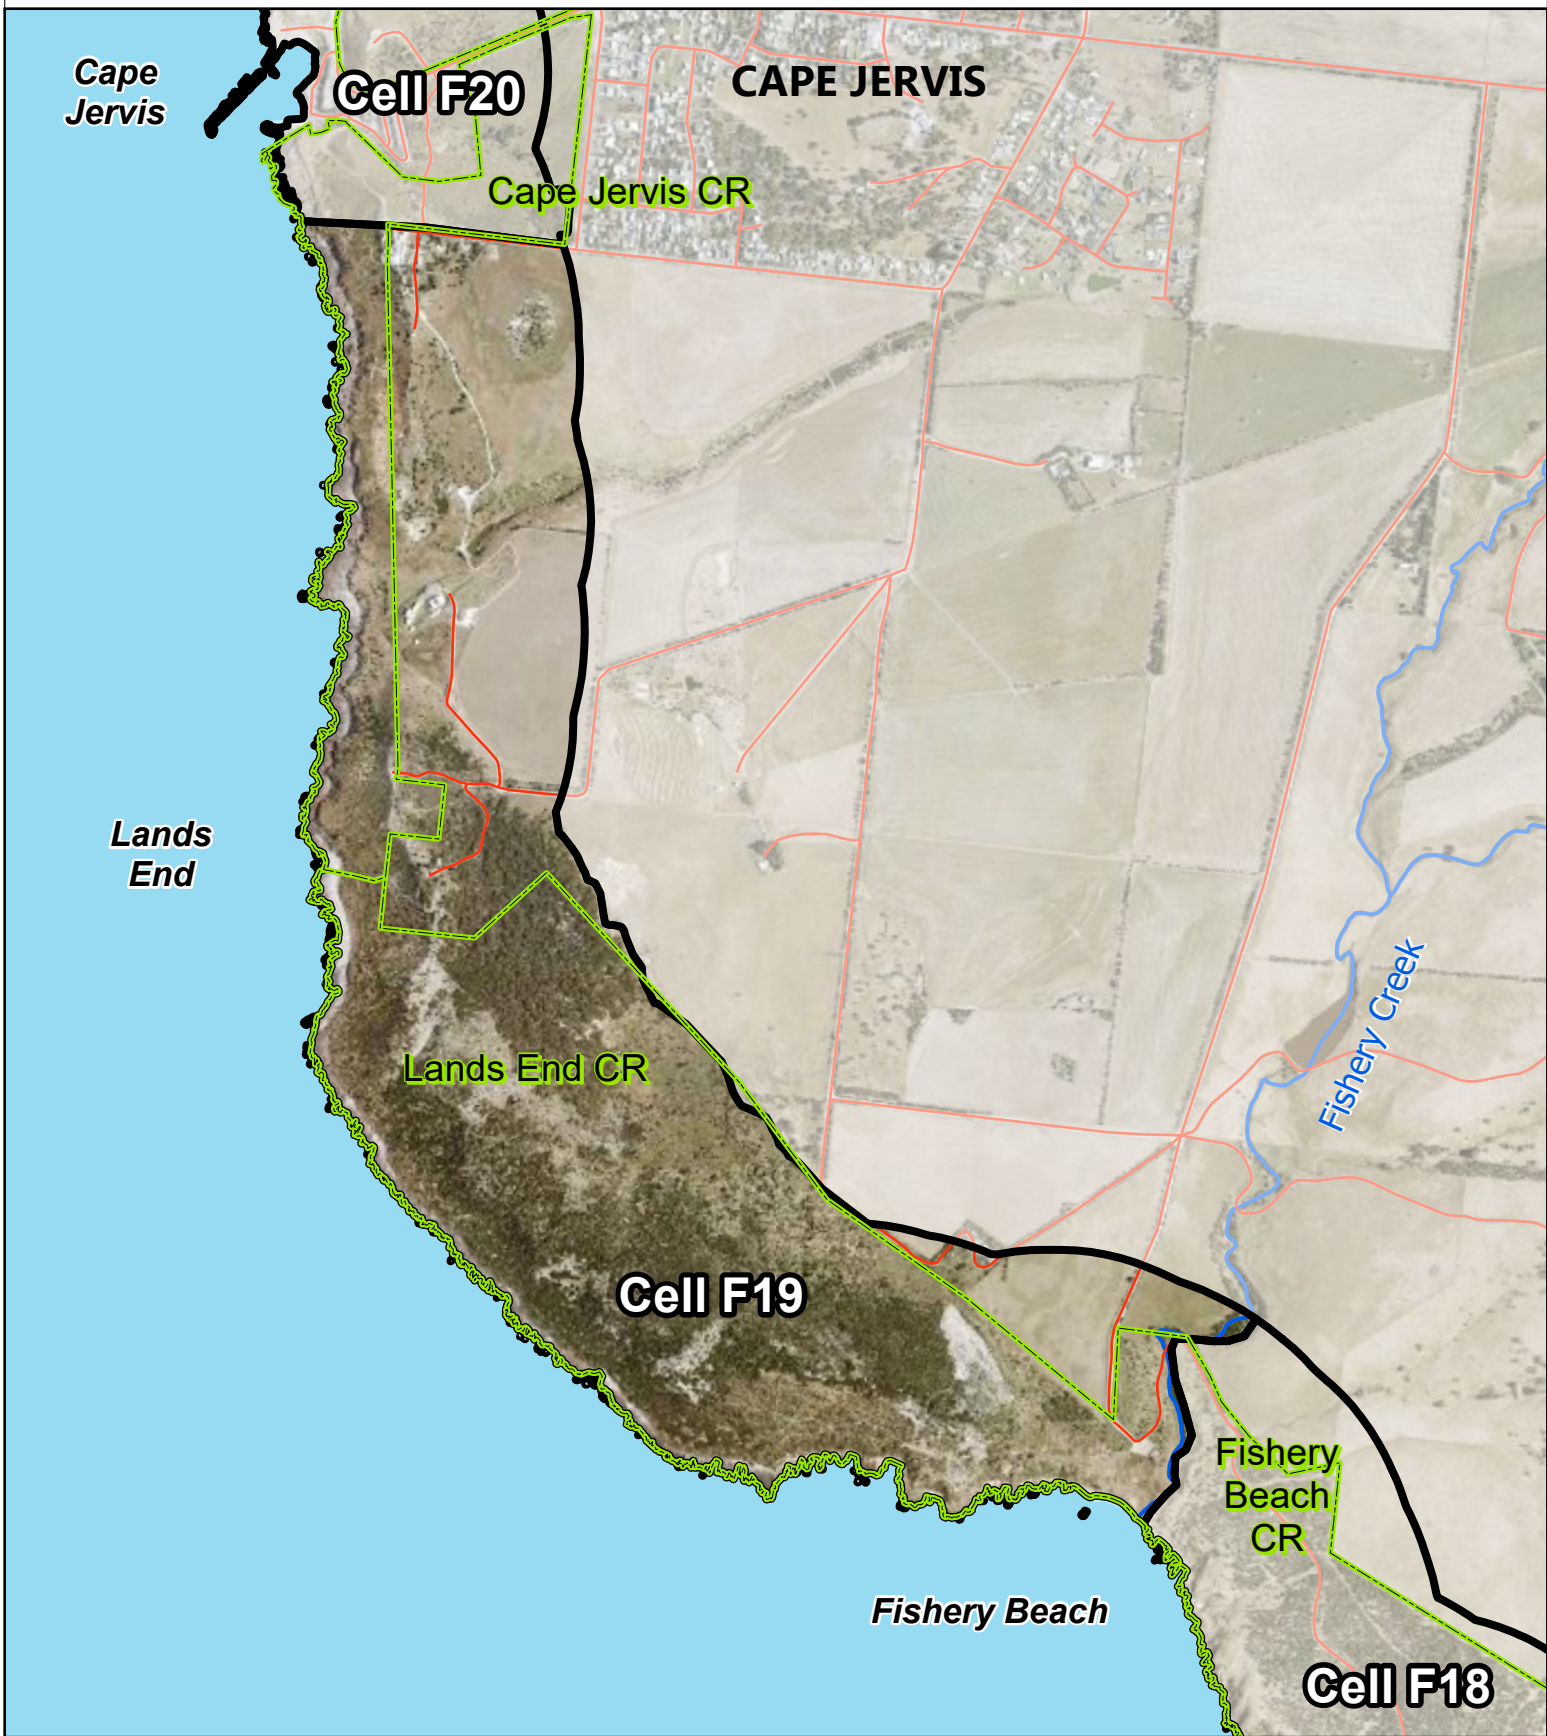 Cape
Jervis
Cell F20
CAPE JERVIS
Cape Jervis CR
Lands
End
Lands End CR
Fishery Creek
Cell F19
Fishery
Beach
CR
Fishery Beach
Cell F18